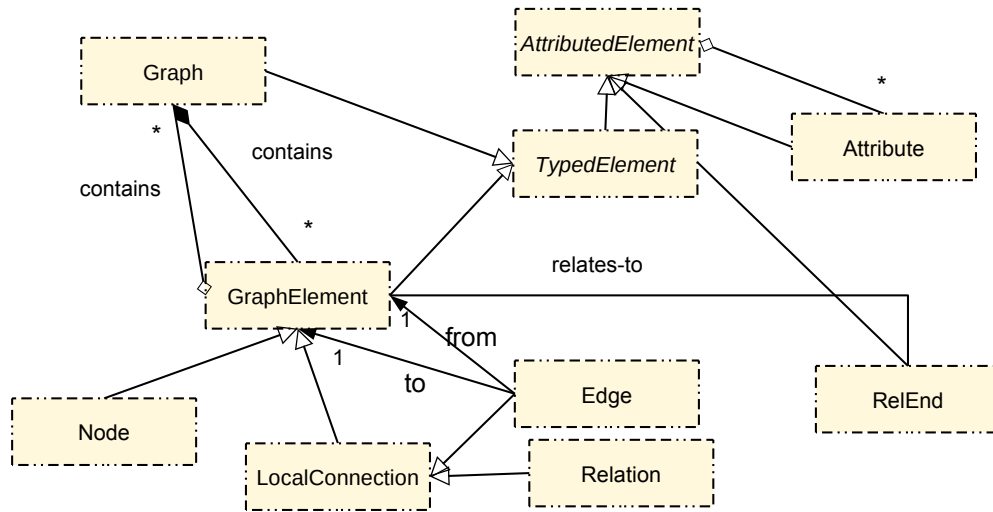 AttributedElement
Graph
*
*
contains
TypedElement
Attribute
contains
*
relates-to
GraphElement
1
from
1
to
Edge
RelEnd
Node
LocalConnection
Relation